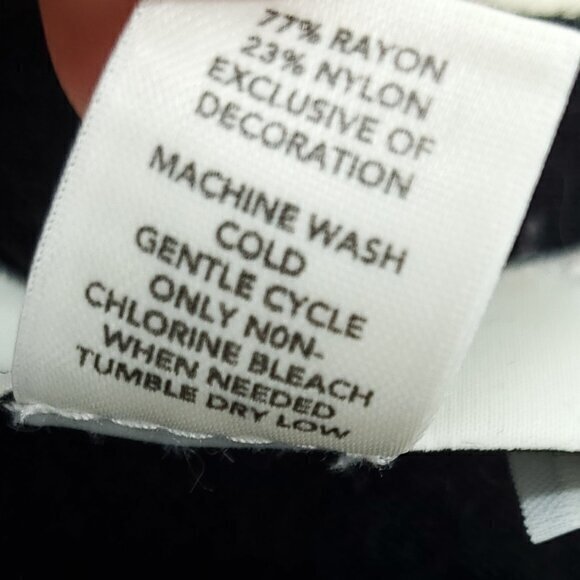 77% RAYON
23% NYLON
EXCLUSIVE OF
DECORATION
MACHINE WASH
COLD
GENTLE CYCLE
ONLY NON-
CHLORINE BLEACH
WHEN NEEDED
TUMBLE DRY LOW